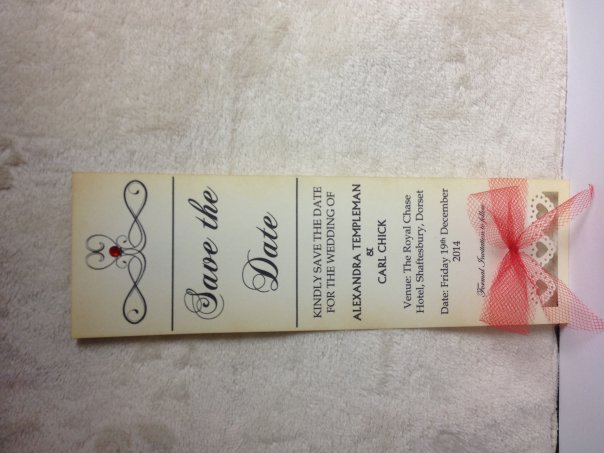 Save the
Date
KINDLY SAVE THE DATE
FOR THE WEDDING OF
ALEXANDRA TEMPLEMAN
&
CARL CHICK
Venue: The Royal Chase
Hotel, Shaftesbury, Dorset
Date: Friday 19th December
2014
Formal Invitation to follow